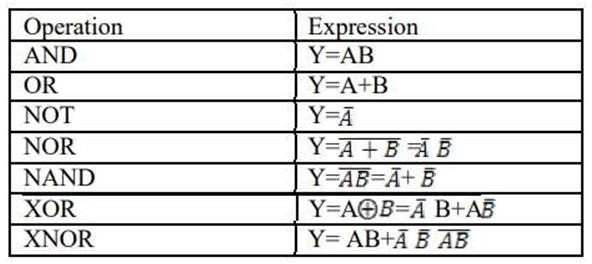 Operation Expression
AND Y=AB
OR Y=A+B
NOT Y=A̅
NOR Y=A̅ ̅+̅ ̅B̅ =A̅ B̅
NAND Y=A̅B̅=A̅+ B̅
XOR Y=A⊕B=A̅ B+AB̅
XNOR Y= AB+A̅ B̅ A̅B̅